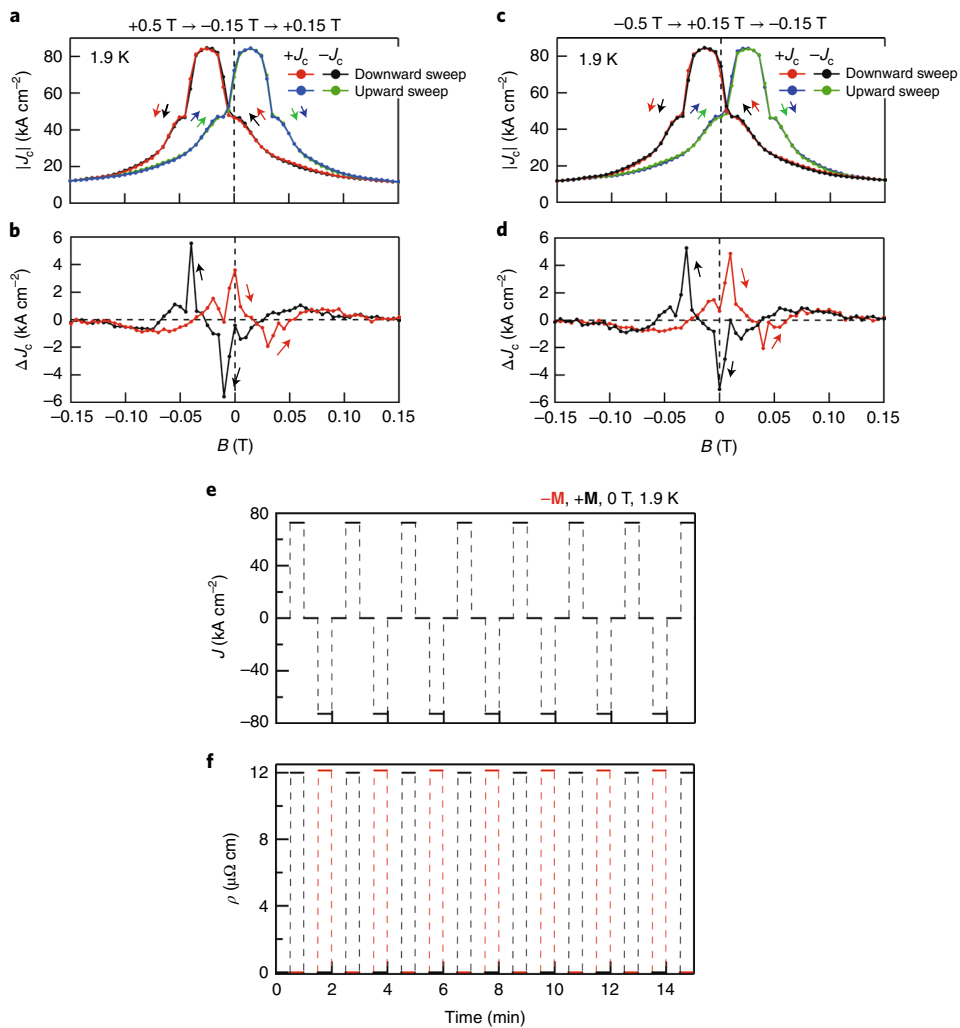 a
+0.5 T → −0.15 T → +0.15 T
1.9 K
+Jc −Jc
Downward sweep
Upward sweep
|Jc| (kA cm−2)
80
60
40
20
0
b
ΔJc (kA cm−2)
6
4
2
0
−2
−4
−6
−0.15 −0.10 −0.05 0 0.05 0.10 0.15
B (T)
c
−0.5 T → +0.15 T → −0.15 T
1.9 K
+Jc −Jc
Downward sweep
Upward sweep
|Jc| (kA cm−2)
80
60
40
20
0
d
ΔJc (kA cm−2)
6
4
2
0
−2
−4
−6
−0.15 −0.10 −0.05 0 0.05 0.10 0.15
B (T)
e
−M, +M, 0 T, 1.9 K
J (kA cm−2)
80
40
0
−40
−80
f
ρ (μΩ cm)
12
8
4
0
0 2 4 6 8 10 12 14
Time (min)